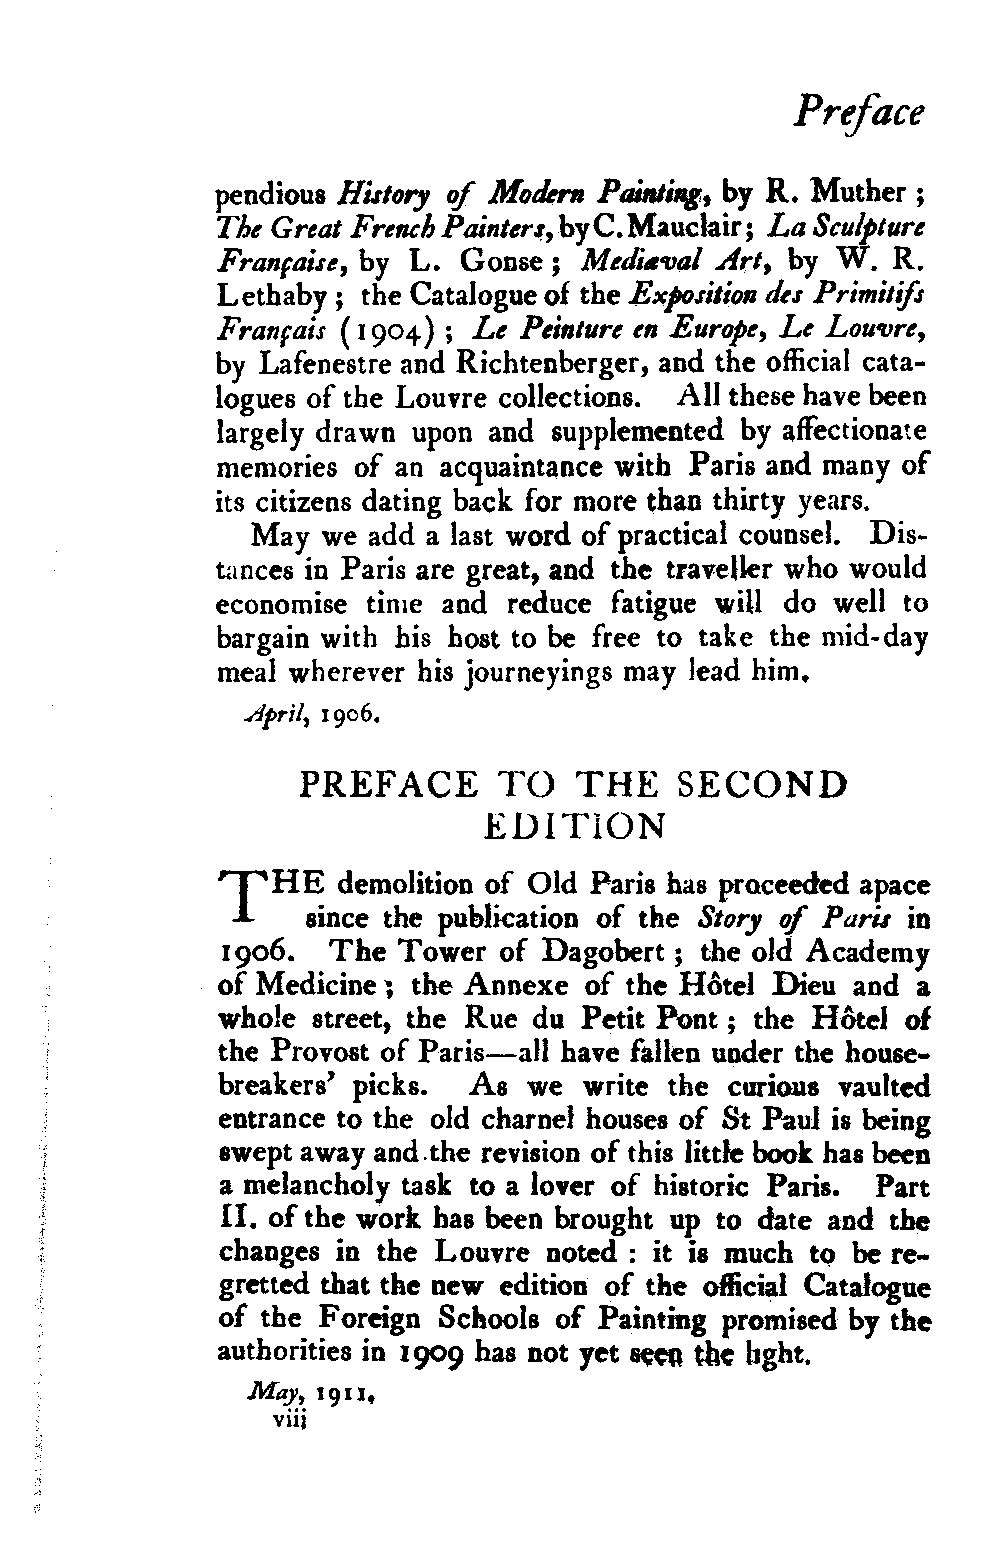 Preface
pendious History of Modern Painting, by R. Muther ;
The Great French Painters, by C. Mauclair ; La Sculpture
Française, by L. Gonse ; Mediæval Art, by W. R.
Lethaby ; the Catalogue of the Exposition des Primitifs
Français (1904) ; Le Peinture en Europe, Le Louvre,
by Lafenestre and Richtenberger, and the official cata-
logues of the Louvre collections. All these have been
largely drawn upon and supplemented by affectionate
memories of an acquaintance with Paris and many of
its citizens dating back for more than thirty years.
May we add a last word of practical counsel. Dis-
tances in Paris are great, and the traveller who would
economise time and reduce fatigue will do well to
bargain with his host to be free to take the mid-day
meal wherever his journeyings may lead him.
April, 1906.
PREFACE TO THE SECOND
EDITION
THE demolition of Old Paris has proceeded apace
since the publication of the Story of Paris in
1906. The Tower of Dagobert ; the old Academy
of Medicine ; the Annexe of the Hôtel Dieu and a
whole street, the Rue du Petit Pont ; the Hôtel of
the Provost of Paris—all have fallen under the house-
breakers' picks. As we write the curious vaulted
entrance to the old charnel houses of St Paul is being
swept away and the revision of this little book has been
a melancholy task to a lover of historic Paris. Part
II. of the work has been brought up to date and the
changes in the Louvre noted : it is much to be re-
gretted that the new edition of the official Catalogue
of the Foreign Schools of Painting promised by the
authorities in 1909 has not yet seen the light.
May, 1911.
viii